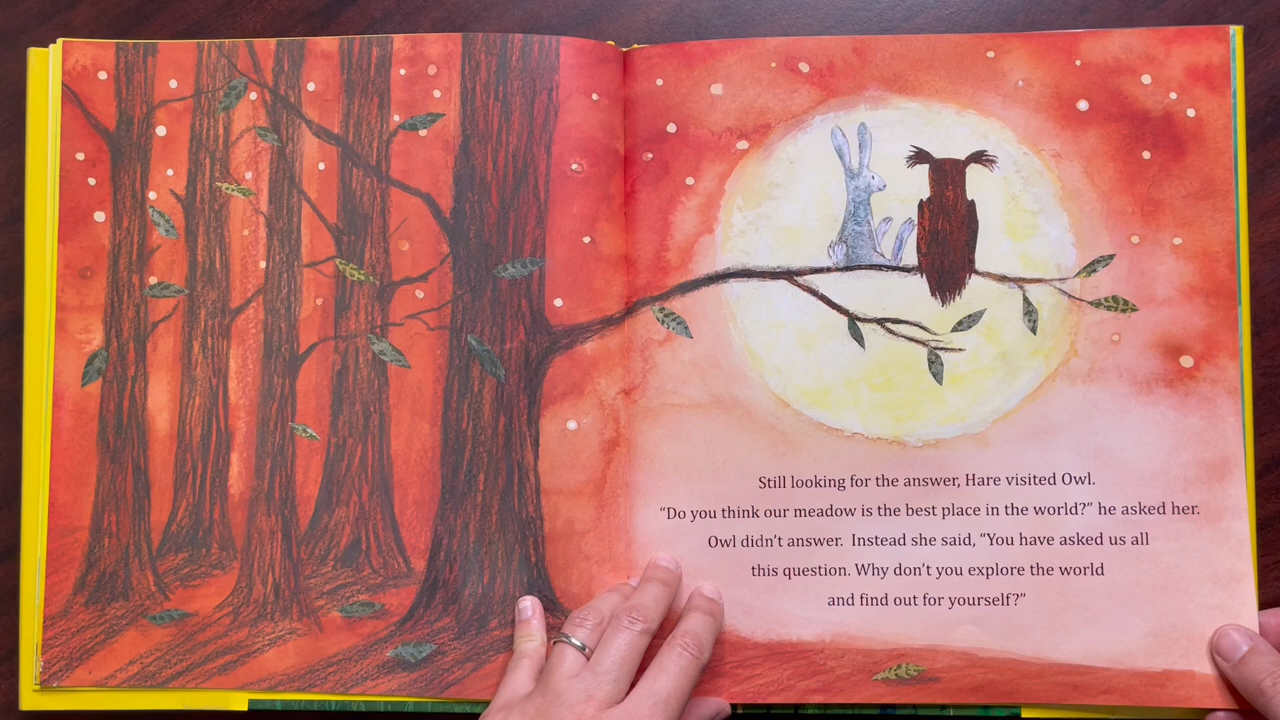 Still looking for the answer, Hare visited Owl.
“Do you think our meadow is the best place in the world?” he asked her.
Owl didn’t answer.  Instead she said, “You have asked us all
this question. Why don’t you explore the world
and find out for yourself?”